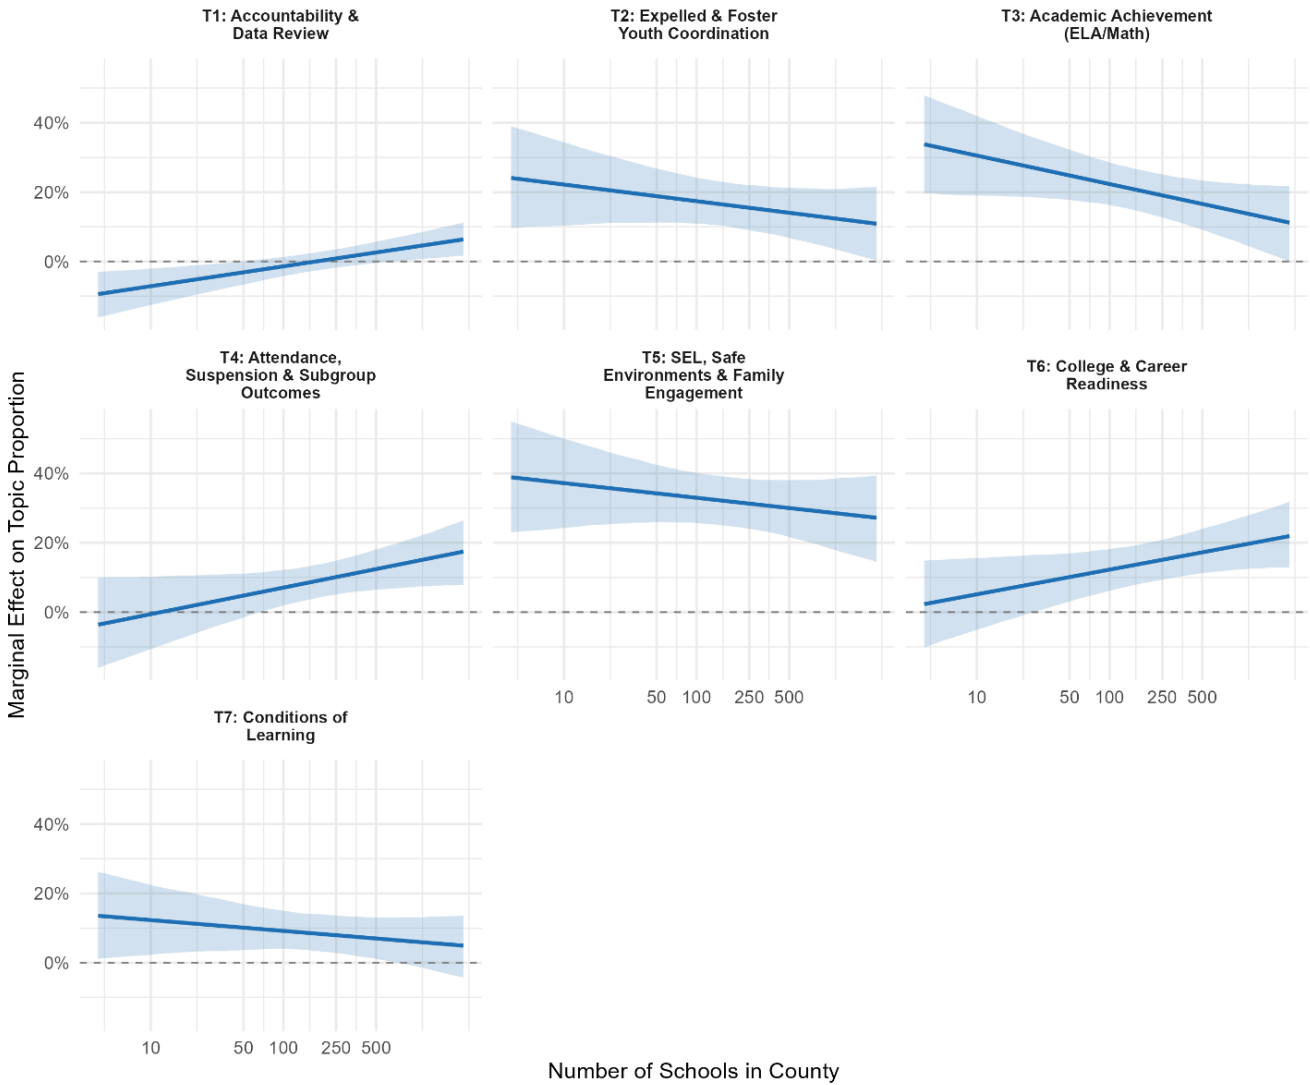 T1: Accountability &
Data Review
T2: Expelled & Foster
Youth Coordination
T3: Academic Achievement
(ELA/Math)
40%
20%
0%
T4: Attendance,
Suspension & Subgroup
Outcomes
T5: SEL, Safe
Environments & Family
Engagement
T6: College & Career
Readiness
40%
20%
0%
10 50 100 250 500
10 50 100 250 500
T7: Conditions of
Learning
40%
20%
0%
10 50 100 250 500
Marginal Effect on Topic Proportion
Number of Schools in County